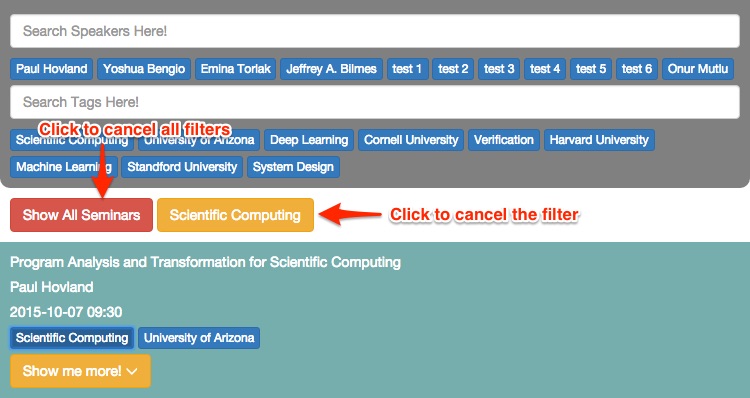 Search Speakers Here!
Paul Hovland Yoshua Bengio Emina Torlak Jeffrey A. Bilmes test 1 test 2 test 3 test 4 test 5 test 6 Onur Mutlu
Search Tags Here!
Click to cancel all filters
Scientific Computing University of Arizona Deep Learning Cornell University Verification Harvard University
Machine Learning Standford University System Design
Show All Seminars Scientific Computing Click to cancel the filter
Program Analysis and Transformation for Scientific Computing
Paul Hovland
2015-10-07 09:30
Scientific Computing University of Arizona
Show me more!